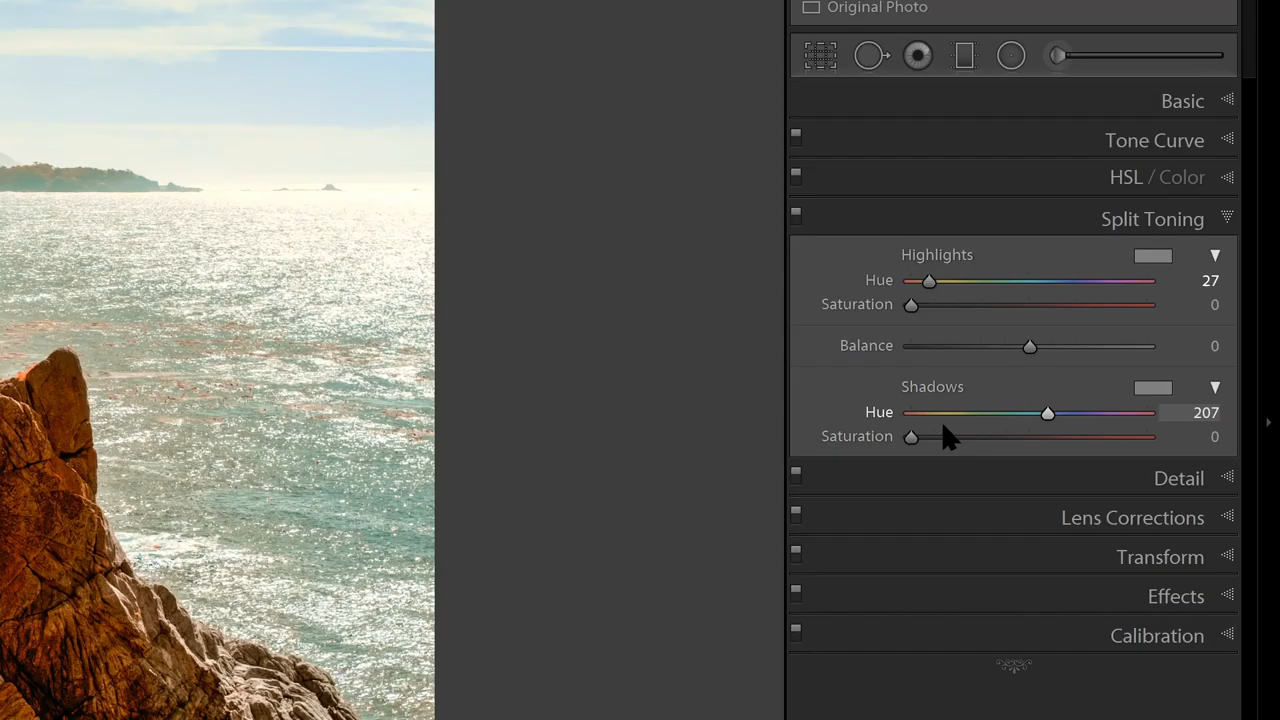 Original Photo
Basic
Tone Curve
HSL / Color
Split Toning
Highlights
Hue 27
Saturation 0
Balance 0
Shadows
Hue 207
Saturation 0
Detail
Lens Corrections
Transform
Effects
Calibration